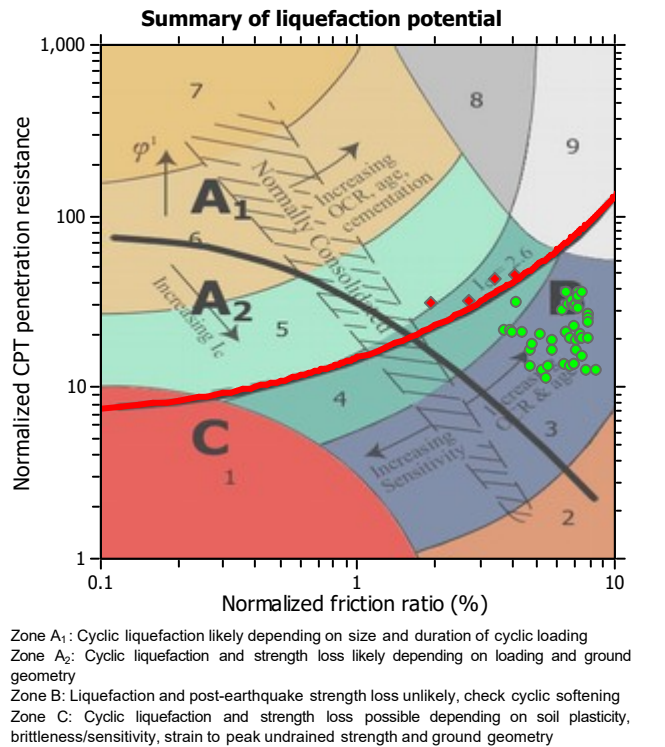 Summary of liquefaction potential
1,000
100
10
1
Normalized CPT penetration resistance
7
8
9
φ'
A1
Increasing
OCR, age,
cementation
Normally Consolidated
6
A2
Increasing Ic
5
Ic = 2.6
B
4
C
1
Increasing
Sensitivity
Increasing
OCR & age
3
2
0.1
1
10
Normalized friction ratio (%)
Zone A1: Cyclic liquefaction likely depending on size and duration of cyclic loading
Zone A2: Cyclic liquefaction and strength loss likely depending on loading and ground
geometry
Zone B: Liquefaction and post-earthquake strength loss unlikely, check cyclic softening
Zone C: Cyclic liquefaction and strength loss possible depending on soil plasticity,
brittleness/sensitivity, strain to peak undrained strength and ground geometry